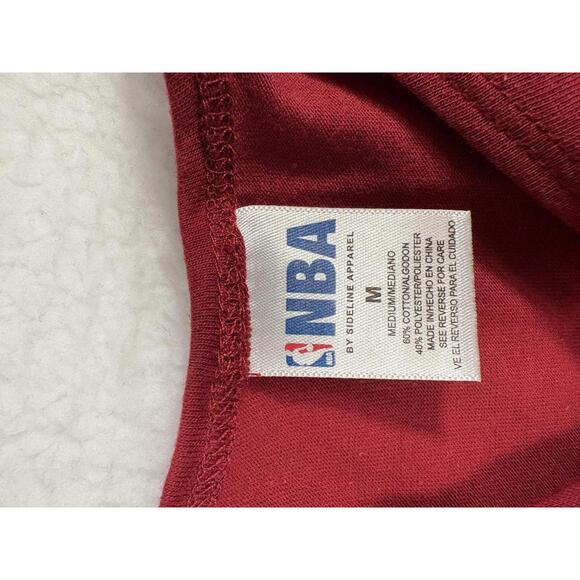 NBA
NBA
BY SIDELINE APPAREL
M
MEDIUM/MEDIANO
60% COTTON/ALGODON
40% POLYESTER/POLIESTER
MADE IN/HECHO EN CHINA
SEE REVERSE FOR CARE
VE EL REVERSO PARA EL CUIDADO